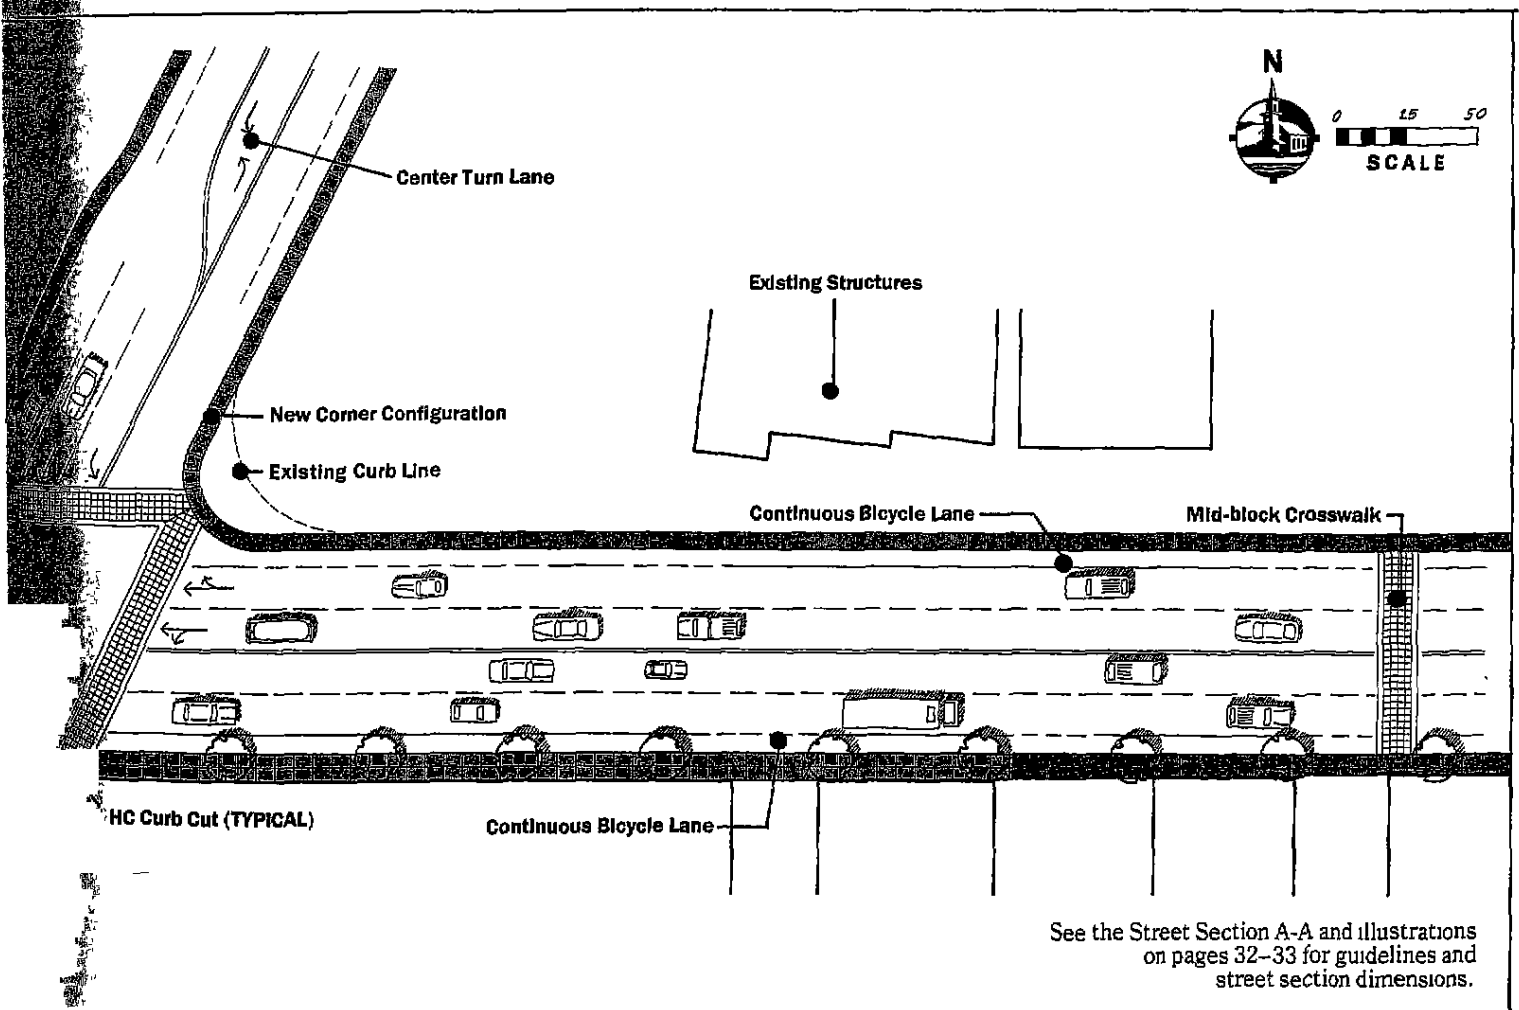 N
0 15 50
SCALE
Center Turn Lane
Existing Structures
New Corner Configuration
Existing Curb Line
Continuous Bicycle Lane
Mid-block Crosswalk
HC Curb Cut (TYPICAL)
Continuous Bicycle Lane
See the Street Section A-A and illustrations
on pages 32–33 for guidelines and
street section dimensions.